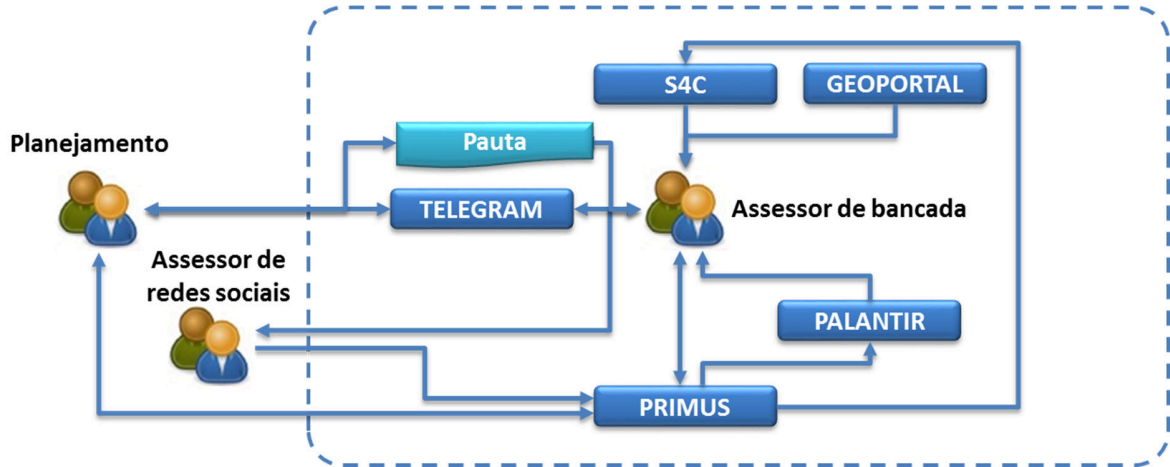 S4C
GEOPORTAL
Planejamento
Pauta
TELEGRAM
Assessor de bancada
Assessor de
redes sociais
PALANTIR
PRIMUS